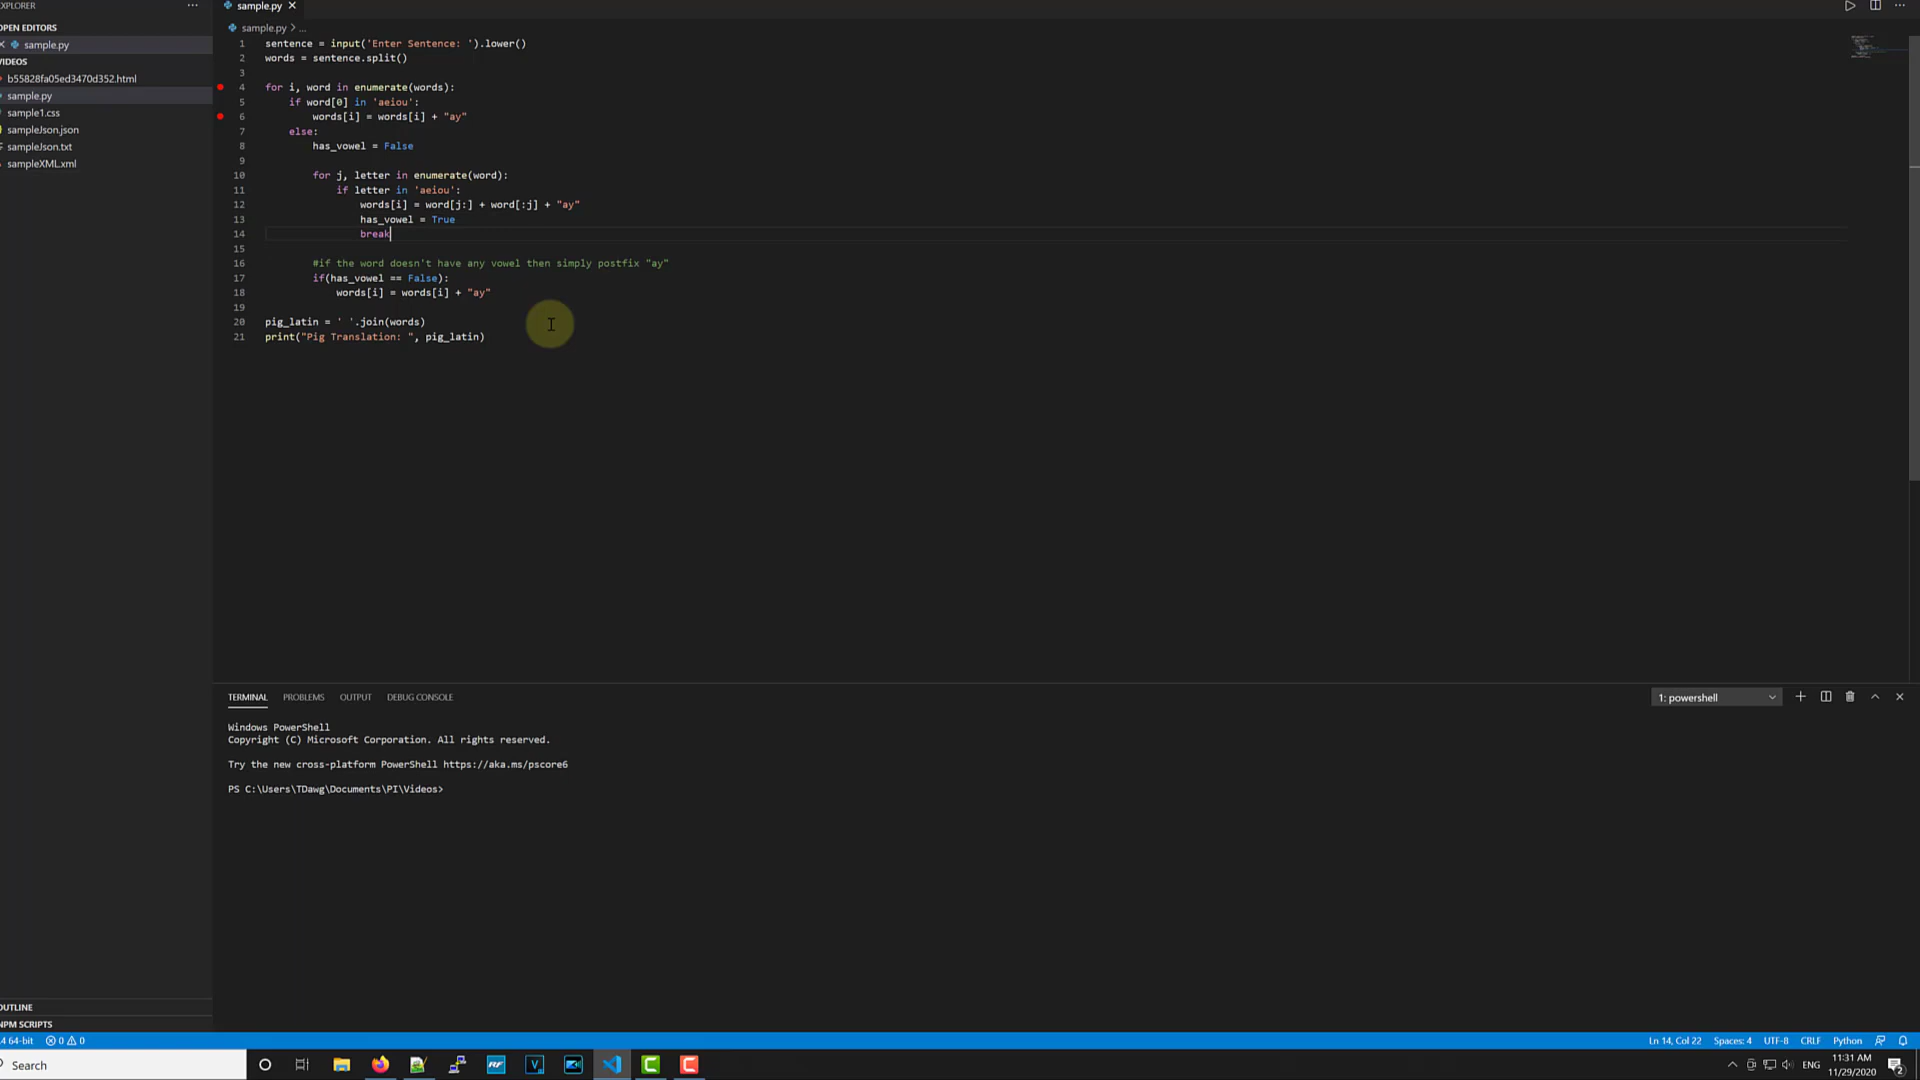 EXPLORER
OPEN EDITORS
sample.py
VIDEOS
b55828fa05ed3470d352.html
sample.py
sample1.css
sampleJson.json
sampleJson.txt
sampleXML.xml
OUTLINE
NPM SCRIPTS
sample.py
sample.py > ...
1 sentence = input('Enter Sentence: ').lower()
2 words = sentence.split()
3
4 for i, word in enumerate(words):
5 if word[0] in 'aeiou':
6 words[i] = words[i] + "ay"
7 else:
8 has_vowel = False
9
10 for j, letter in enumerate(word):
11 if letter in 'aeiou':
12 words[i] = word[j:] + word[:j] + "ay"
13 has_vowel = True
14 break
15
16 #if the word doesn't have any vowel then simply postfix "ay"
17 if(has_vowel == False):
18 words[i] = words[i] + "ay"
19
20 pig_latin = ' '.join(words)
21 print("Pig Translation: ", pig_latin)
TERMINAL PROBLEMS OUTPUT DEBUG CONSOLE
1: powershell
Windows PowerShell
Copyright (C) Microsoft Corporation. All rights reserved.
Try the new cross-platform PowerShell https://aka.ms/pscore6
PS C:\Users\TDawg\Documents\PI\Videos>
.4 64-bit 0 0
Ln 14, Col 22 Spaces: 4 UTF-8 CRLF Python
Search
RF
ENG
11:31 AM
11/29/2020
2